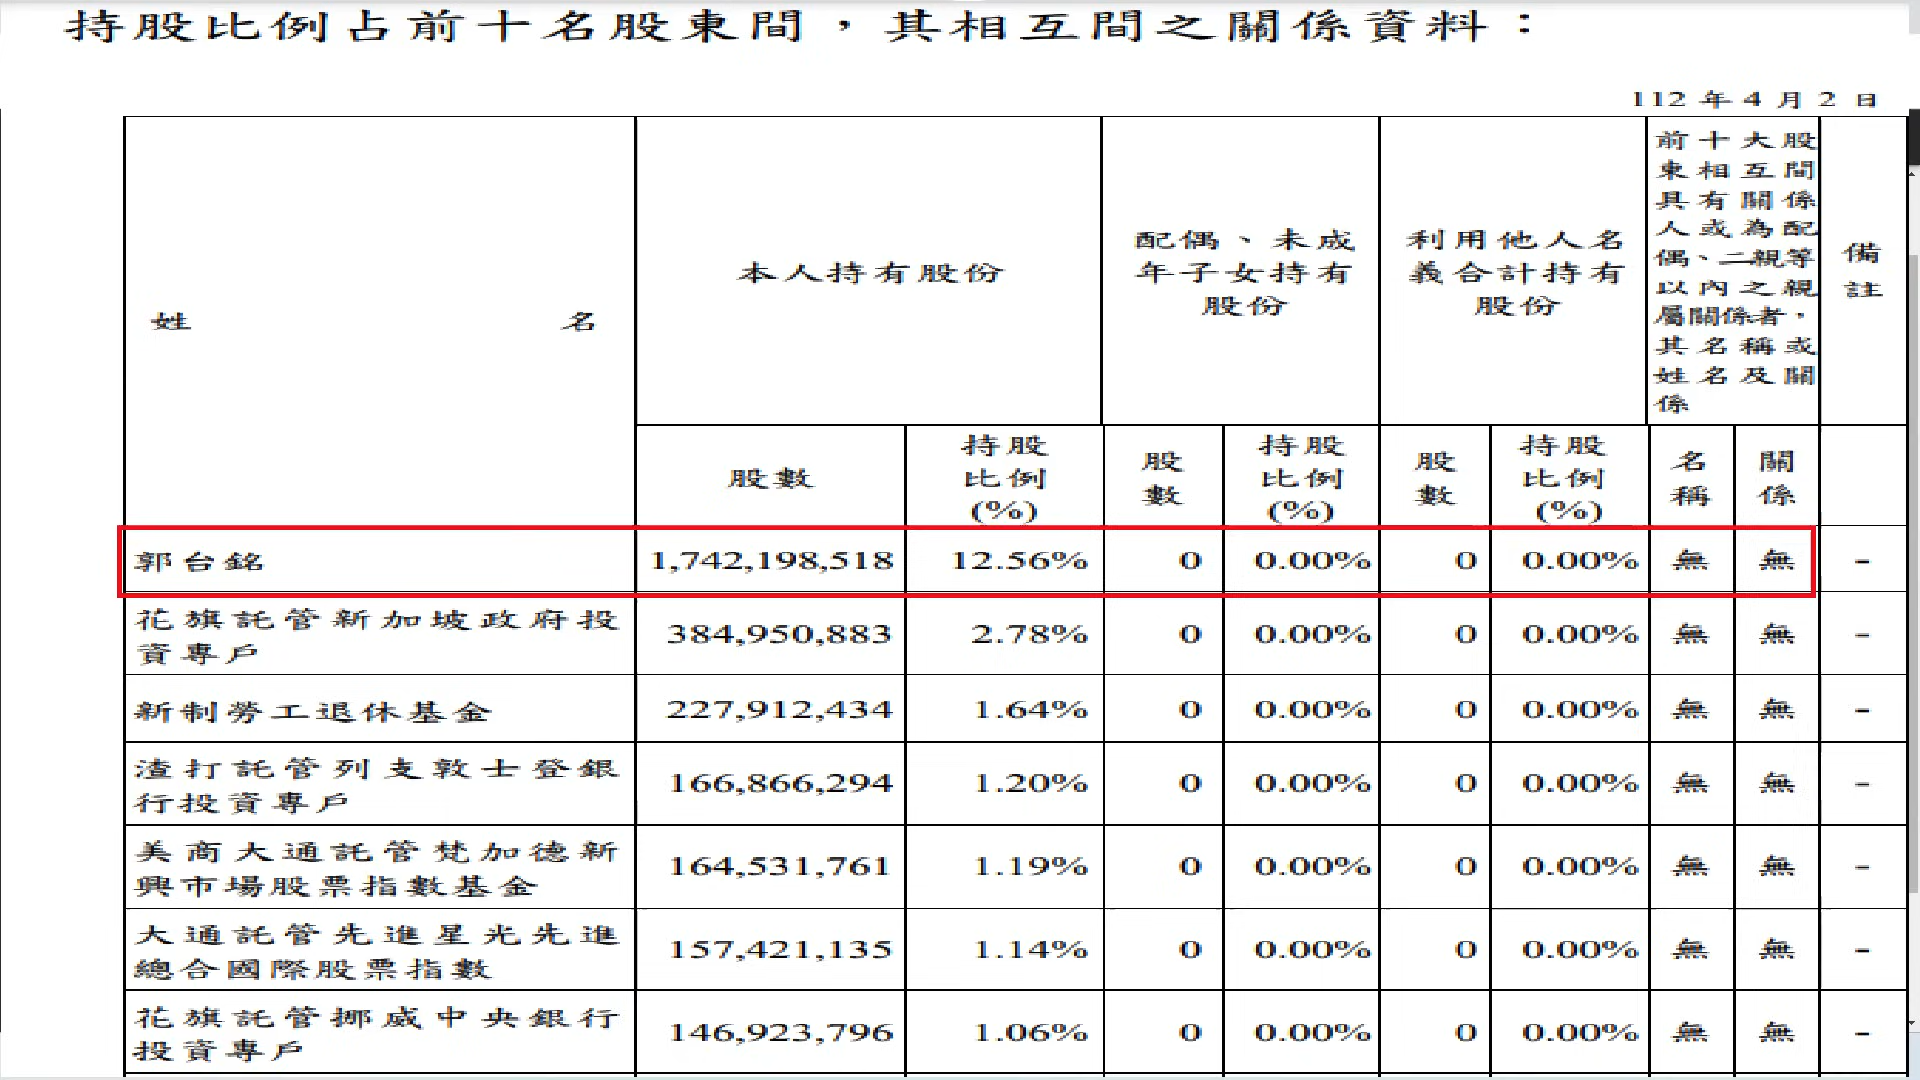 持股比例占前十名股東間，其相互間之關係資料：
112 年 4 月 2 日
姓 名
本人持有股份
配偶、未成
年子女持有
股份
利用他人名
義合計持有
股份
前十大股
東相互間
具有關係
人或為配
偶、二親等
以內之親
屬關係者，
其名稱或
姓名及關
係
備
註
股數
持股
比例
(%)
股
數
持股
比例
(%)
股
數
持股
比例
(%)
名
稱
關
係
郭台銘 1,742,198,518 12.56% 0 0.00% 0 0.00% 無 無 -
花旗託管新加坡政府投
資專戶
384,950,883 2.78% 0 0.00% 0 0.00% 無 無 -
新制勞工退休基金 227,912,434 1.64% 0 0.00% 0 0.00% 無 無 -
渣打託管列支敦士登銀
行投資專戶
166,866,294 1.20% 0 0.00% 0 0.00% 無 無 -
美商大通託管梵加德新
興市場股票指數基金
164,531,761 1.19% 0 0.00% 0 0.00% 無 無 -
大通託管先進星光先進
總合國際股票指數
157,421,135 1.14% 0 0.00% 0 0.00% 無 無 -
花旗託管挪威中央銀行
投資專戶
146,923,796 1.06% 0 0.00% 0 0.00% 無 無 -